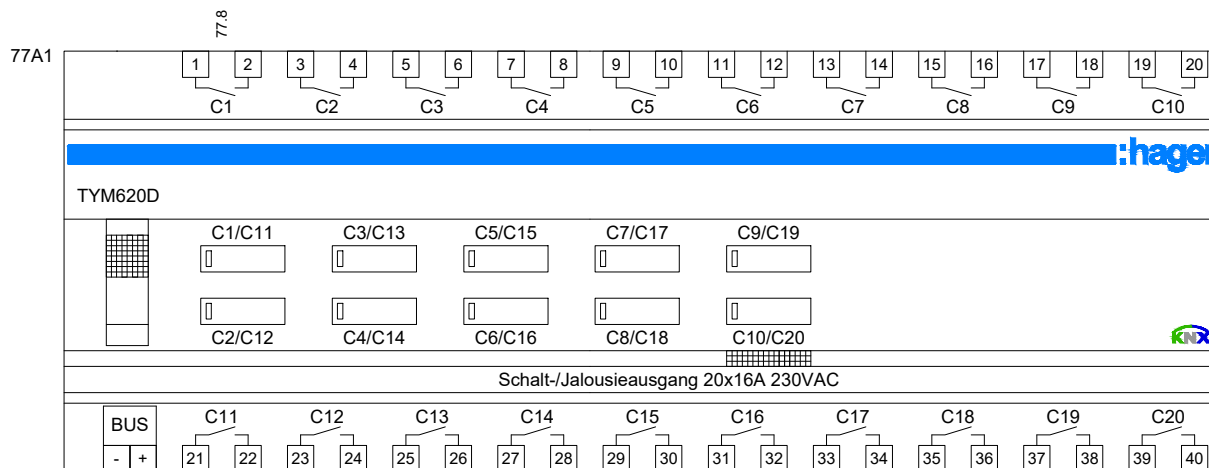 77.8
77A1
1 2 3 4 5 6 7 8 9 10 11 12 13 14 15 16 17 18 19 20
C1 C2 C3 C4 C5 C6 C7 C8 C9 C10
:hager
TYM620D
C1/C11 C3/C13 C5/C15 C7/C17 C9/C19
C2/C12 C4/C14 C6/C16 C8/C18 C10/C20
KNX
Schalt-/Jalousieausgang 20x16A 230VAC
BUS C11 C12 C13 C14 C15 C16 C17 C18 C19 C20
- + 21 22 23 24 25 26 27 28 29 30 31 32 33 34 35 36 37 38 39 40